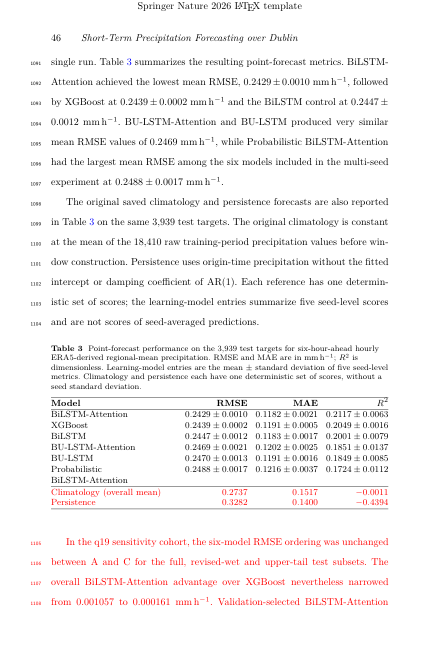 Springer Nature 2026 LATEX template
46 Short-Term Precipitation Forecasting over Dublin
1091 single run. Table 3 summarizes the resulting point-forecast metrics. BiLSTM-
1092 Attention achieved the lowest mean RMSE, 0.2429 ± 0.0010 mm h−1, followed
1093 by XGBoost at 0.2439 ± 0.0002 mm h−1 and the BiLSTM control at 0.2447 ±
1094 0.0012 mm h−1. BU-LSTM-Attention and BU-LSTM produced very similar
1095 mean RMSE values of 0.2469 mm h−1, while Probabilistic BiLSTM-Attention
1096 had the largest mean RMSE among the six models included in the multi-seed
1097 experiment at 0.2488 ± 0.0017 mm h−1.
1098 The original saved climatology and persistence forecasts are also reported
1099 in Table 3 on the same 3,939 test targets. The original climatology is constant
1100 at the mean of the 18,410 raw training-period precipitation values before win-
1101 dow construction. Persistence uses origin-time precipitation without the fitted
1102 intercept or damping coefficient of AR(1). Each reference has one determin-
1103 istic set of scores; the learning-model entries summarize five seed-level scores
1104 and are not scores of seed-averaged predictions.
Table 3 Point-forecast performance on the 3,939 test targets for six-hour-ahead hourly
ERA5-derived regional-mean precipitation. RMSE and MAE are in mm h−1; R2 is
dimensionless. Learning-model entries are the mean ± standard deviation of five seed-level
metrics. Climatology and persistence each have one deterministic set of scores, without a
seed standard deviation.
Model RMSE MAE R2
BiLSTM-Attention 0.2429 ± 0.0010 0.1182 ± 0.0021 0.2117 ± 0.0063
XGBoost 0.2439 ± 0.0002 0.1191 ± 0.0005 0.2049 ± 0.0016
BiLSTM 0.2447 ± 0.0012 0.1183 ± 0.0017 0.2001 ± 0.0079
BU-LSTM-Attention 0.2469 ± 0.0021 0.1202 ± 0.0025 0.1851 ± 0.0137
BU-LSTM 0.2470 ± 0.0013 0.1191 ± 0.0016 0.1849 ± 0.0085
Probabilistic 0.2488 ± 0.0017 0.1216 ± 0.0037 0.1724 ± 0.0112
BiLSTM-Attention
Climatology (overall mean) 0.2737 0.1517 −0.0011
Persistence 0.3282 0.1400 −0.4394
1105 In the q19 sensitivity cohort, the six-model RMSE ordering was unchanged
1106 between A and C for the full, revised-wet and upper-tail test subsets. The
1107 overall BiLSTM-Attention advantage over XGBoost nevertheless narrowed
1108 from 0.001057 to 0.000161 mm h−1. Validation-selected BiLSTM-Attention